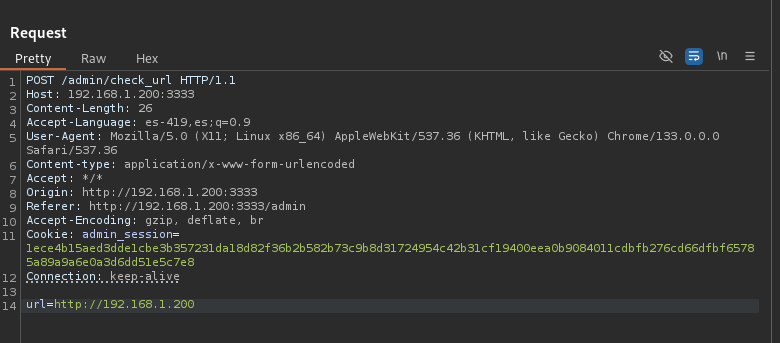 Request
Pretty Raw Hex \n
1 POST /admin/check_url HTTP/1.1
2 Host: 192.168.1.200:3333
3 Content-Length: 26
4 Accept-Language: es-419,es;q=0.9
5 User-Agent: Mozilla/5.0 (X11; Linux x86_64) AppleWebKit/537.36 (KHTML, like Gecko) Chrome/133.0.0.0
Safari/537.36
6 Content-type: application/x-www-form-urlencoded
7 Accept: */*
8 Origin: http://192.168.1.200:3333
9 Referer: http://192.168.1.200:3333/admin
10 Accept-Encoding: gzip, deflate, br
11 Cookie: admin_session=
1ece4b15aed3dde1cbe3b357231da18d82f36b2b582b73c9b8d31724954c42b31cf19400eea0b9084011cdbfb276cd66dfbf6578
5a89a9a6e0a3d6dd51e5c7e8
12 Connection: keep-alive
13
14 url=http://192.168.1.200